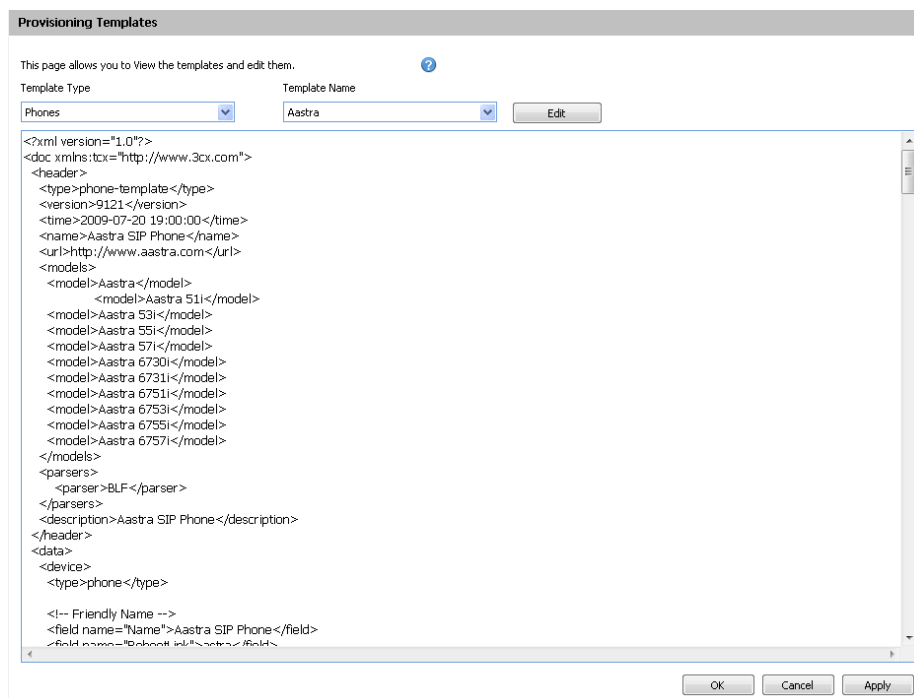 Provisioning Templates
This page allows you to View the templates and edit them.
Template Type Template Name
Phones Aastra Edit
<?xml version="1.0"?>
<doc xmlns:tcx="http://www.3cx.com">
<header>
<type>phone-template</type>
<version>9121</version>
<time>2009-07-20 19:00:00</time>
<name>Aastra SIP Phone</name>
<url>http://www.aastra.com</url>
<models>
<model>Aastra</model>
<model>Aastra 51i</model>
<model>Aastra 53i</model>
<model>Aastra 55i</model>
<model>Aastra 57i</model>
<model>Aastra 6730i</model>
<model>Aastra 6731i</model>
<model>Aastra 6751i</model>
<model>Aastra 6753i</model>
<model>Aastra 6755i</model>
<model>Aastra 6757i</model>
</models>
<parsers>
<parser>BLF</parser>
</parsers>
<description>Aastra SIP Phone</description>
</header>
<data>
<device>
<type>phone</type>
<!-- Friendly Name -->
<field name="Name">Aastra SIP Phone</field>
<field name="RebootLink">astra</field>
OK Cancel Apply